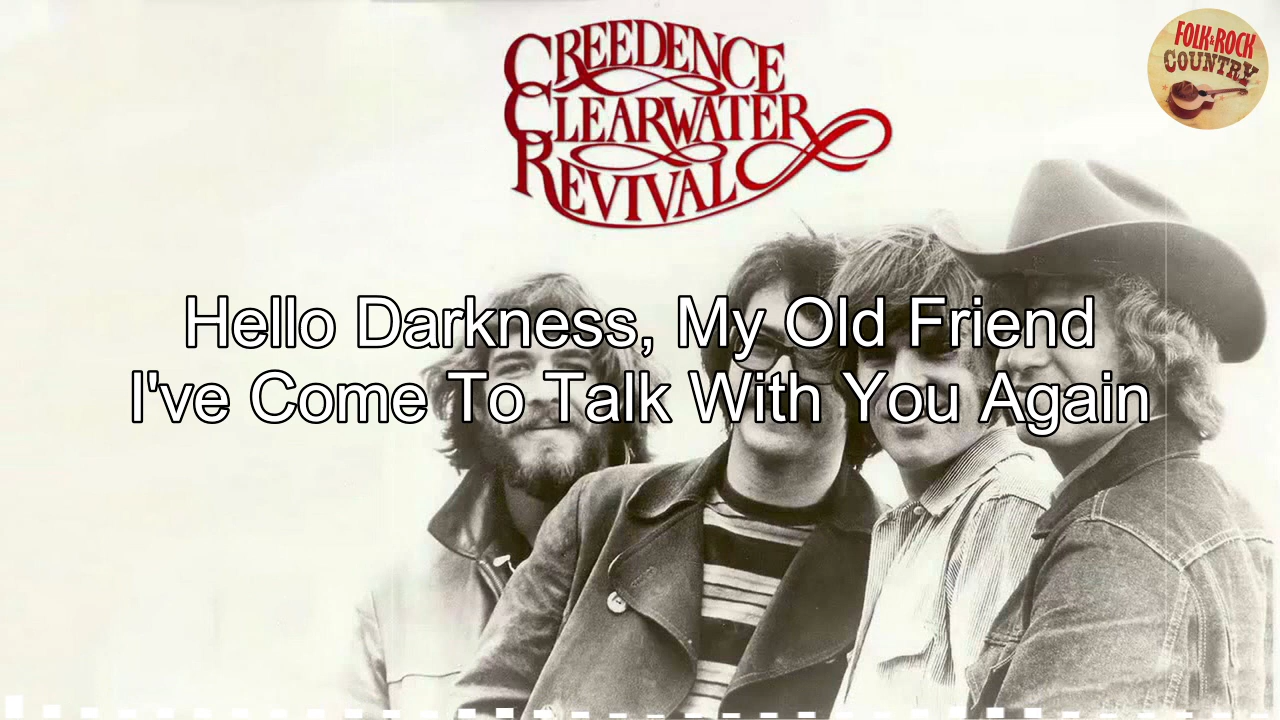 CREEDENCE
CLEARWATER
REVIVAL
FOLK & ROCK
COUNTRY
Hello Darkness, My Old Friend
I've Come To Talk With You Again